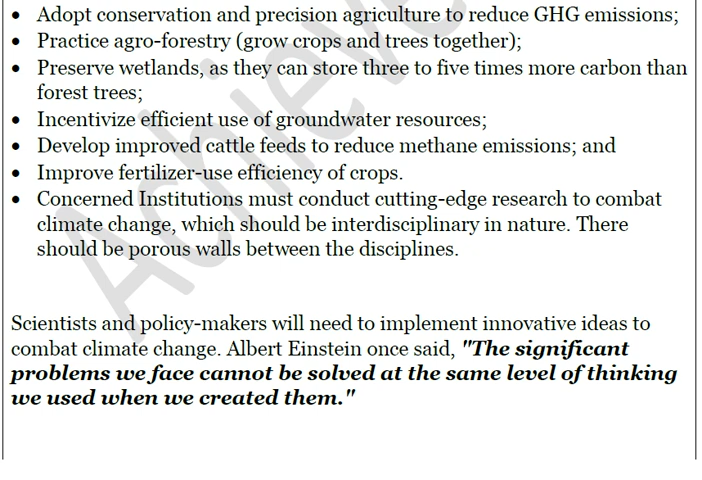 • Adopt conservation and precision agriculture to reduce GHG emissions;
• Practice agro-forestry (grow crops and trees together);
• Preserve wetlands, as they can store three to five times more carbon than
forest trees;
• Incentivize efficient use of groundwater resources;
• Develop improved cattle feeds to reduce methane emissions; and
• Improve fertilizer-use efficiency of crops.
• Concerned Institutions must conduct cutting-edge research to combat
climate change, which should be interdisciplinary in nature. There
should be porous walls between the disciplines.
Scientists and policy-makers will need to implement innovative ideas to
combat climate change. Albert Einstein once said, "The significant
problems we face cannot be solved at the same level of thinking
we used when we created them."
Achieve